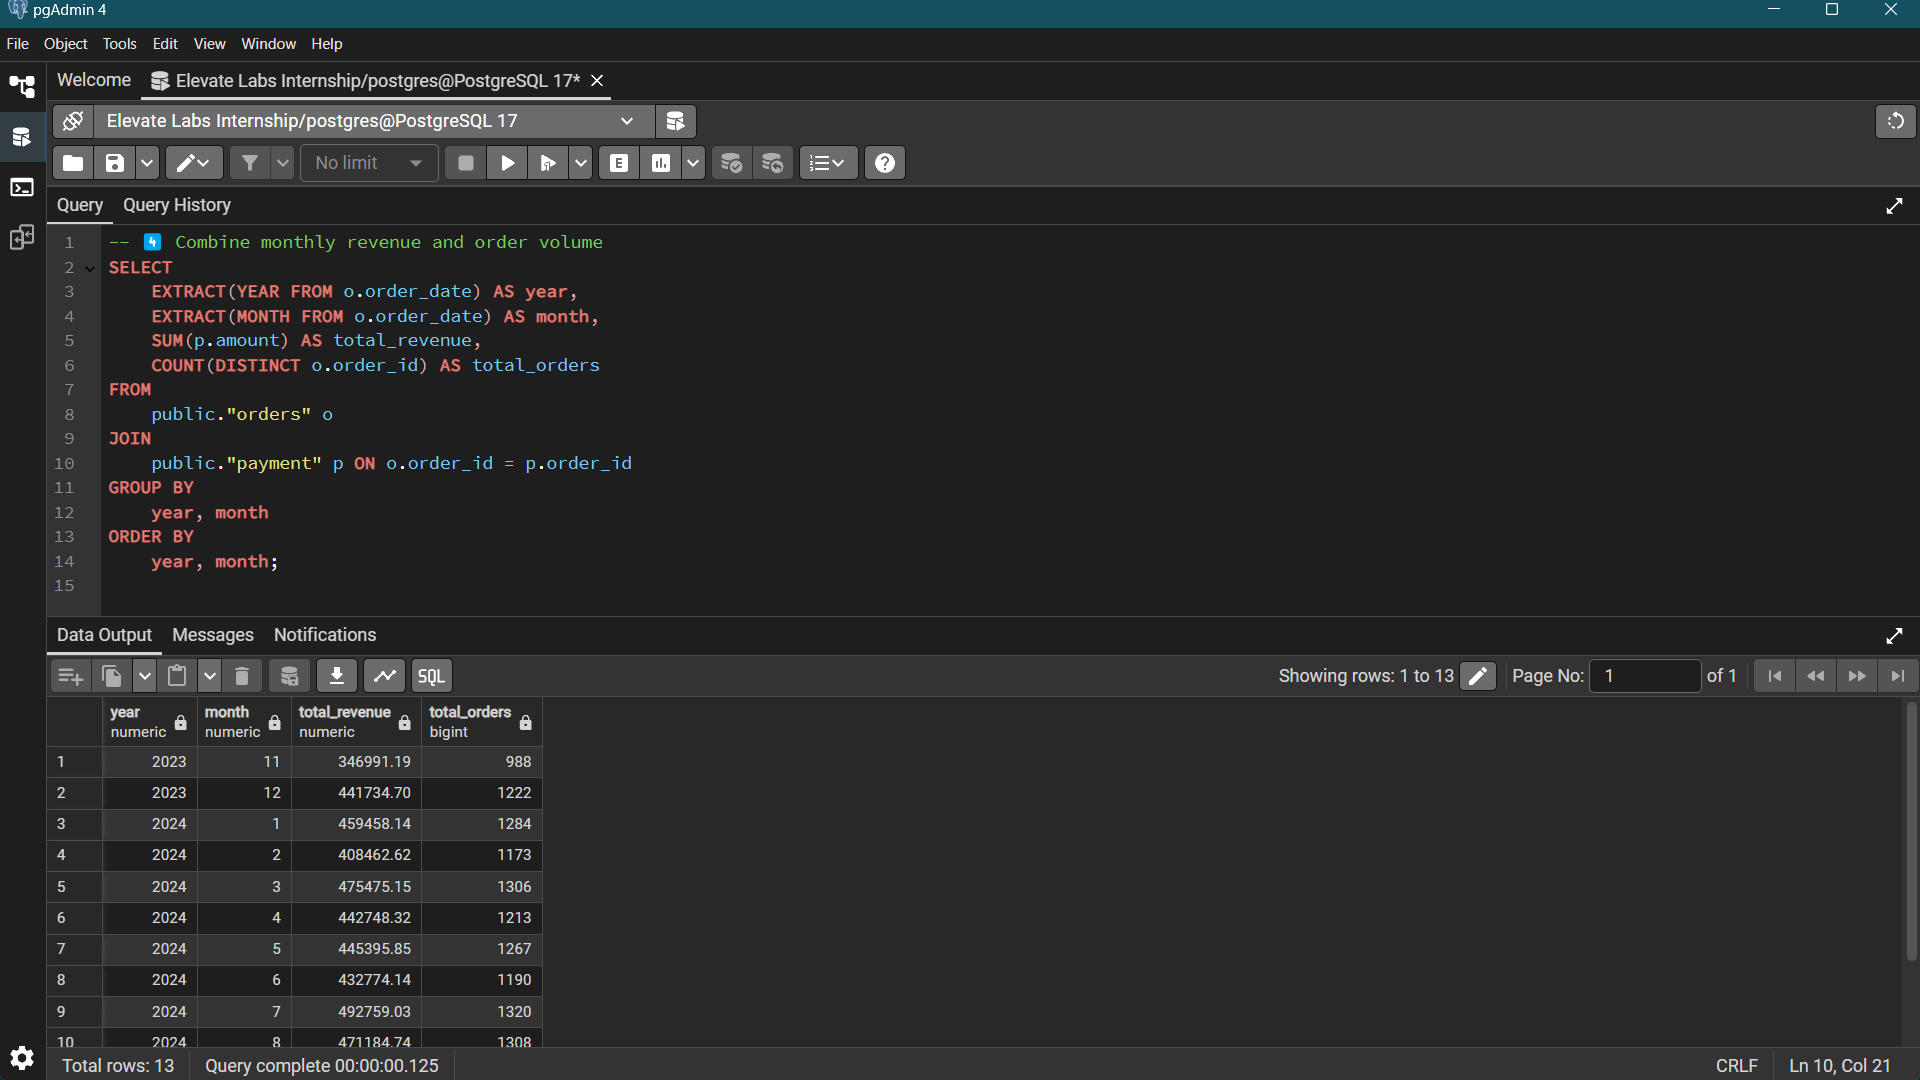 pgAdmin 4
File Object Tools Edit View Window Help
Welcome Elevate Labs Internship/postgres@PostgreSQL 17*
Elevate Labs Internship/postgres@PostgreSQL 17
No limit E
Query Query History
1 -- 4️⃣ Combine monthly revenue and order volume
2 SELECT
3 EXTRACT(YEAR FROM o.order_date) AS year,
4 EXTRACT(MONTH FROM o.order_date) AS month,
5 SUM(p.amount) AS total_revenue,
6 COUNT(DISTINCT o.order_id) AS total_orders
7 FROM
8 public."orders" o
9 JOIN
10 public."payment" p ON o.order_id = p.order_id
11 GROUP BY
12 year, month
13 ORDER BY
14 year, month;
15
Data Output Messages Notifications
SQL Showing rows: 1 to 13 Page No: 1 of 1
year month total_revenue total_orders
numeric numeric numeric bigint
1 2023 11 346991.19 988
2 2023 12 441734.70 1222
3 2024 1 459458.14 1284
4 2024 2 408462.62 1173
5 2024 3 475475.15 1306
6 2024 4 442748.32 1213
7 2024 5 445395.85 1267
8 2024 6 432774.14 1190
9 2024 7 492759.03 1320
10 2024 8 471184.74 1308
Total rows: 13 Query complete 00:00:00.125 CRLF Ln 10, Col 21